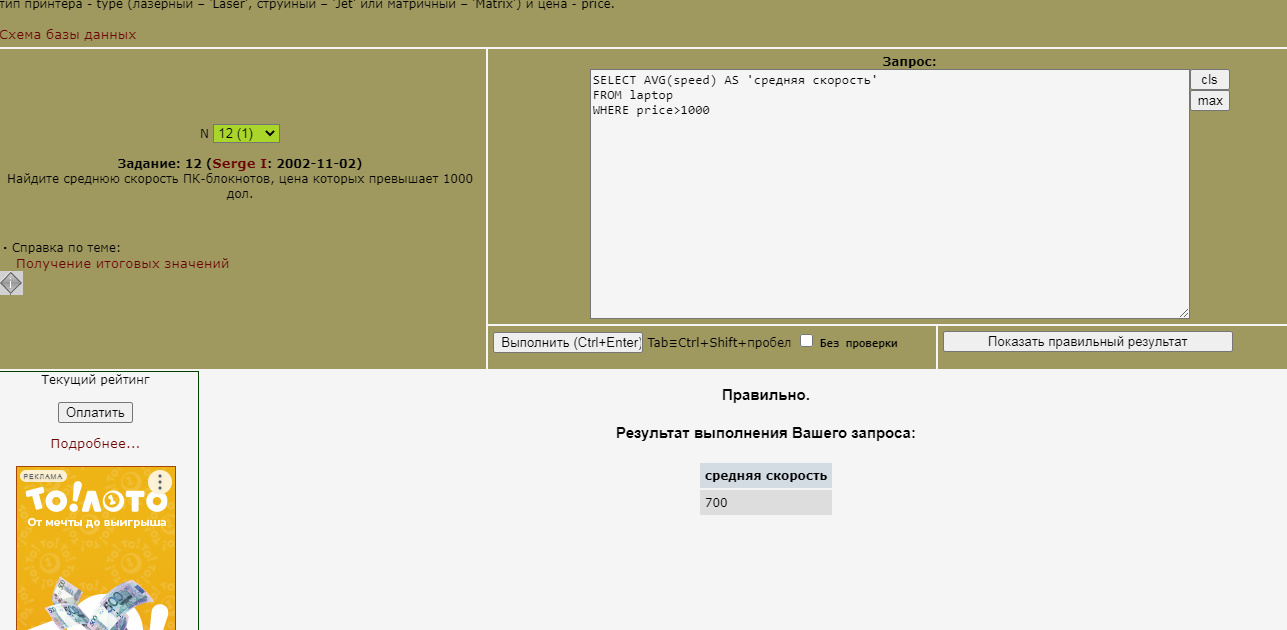 тип принтера - type (лазерный – 'Laser', струйный – 'Jet' или матричный – 'Matrix') и цена - price.
Схема базы данных
N 12 (1)
Задание: 12 (Serge I: 2002-11-02)
Найдите среднюю скорость ПК-блокнотов, цена которых превышает 1000
дол.
· Справка по теме:
Получение итоговых значений
i
Запрос:
SELECT AVG(speed) AS 'средняя скорость'
FROM laptop
WHERE price>1000
cls
max
Выполнить (Ctrl+Enter) Tab≡Ctrl+Shift+пробел Без проверки
Показать правильный результат
Текущий рейтинг
Оплатить
Подробнее...
РЕКЛАМА
ТО!ЛОТО
От мечты до выигрыша
Правильно.
Результат выполнения Вашего запроса:
средняя скорость
700